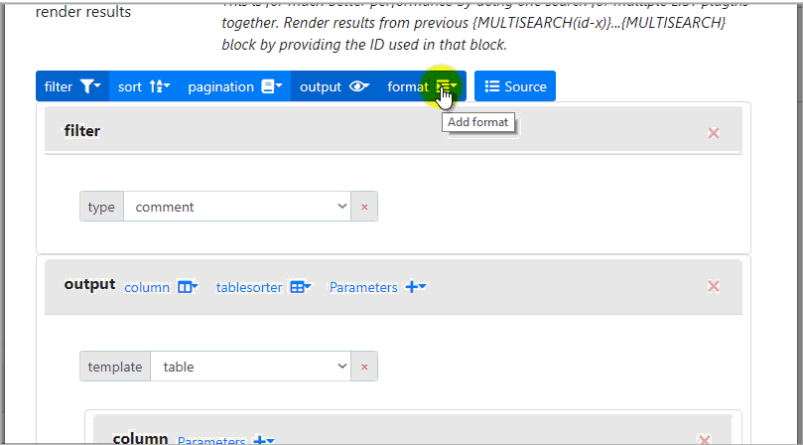 This is for much better performance by doing one search for multiple LIST plugins
render results
together. Render results from previous {MULTISEARCH(id-x)}...{MULTISEARCH}
block by providing the ID used in that block.
filter sort pagination output format Source
Add format
filter ×
type comment ×
output column tablesorter Parameters ×
template table ×
column Parameters ×